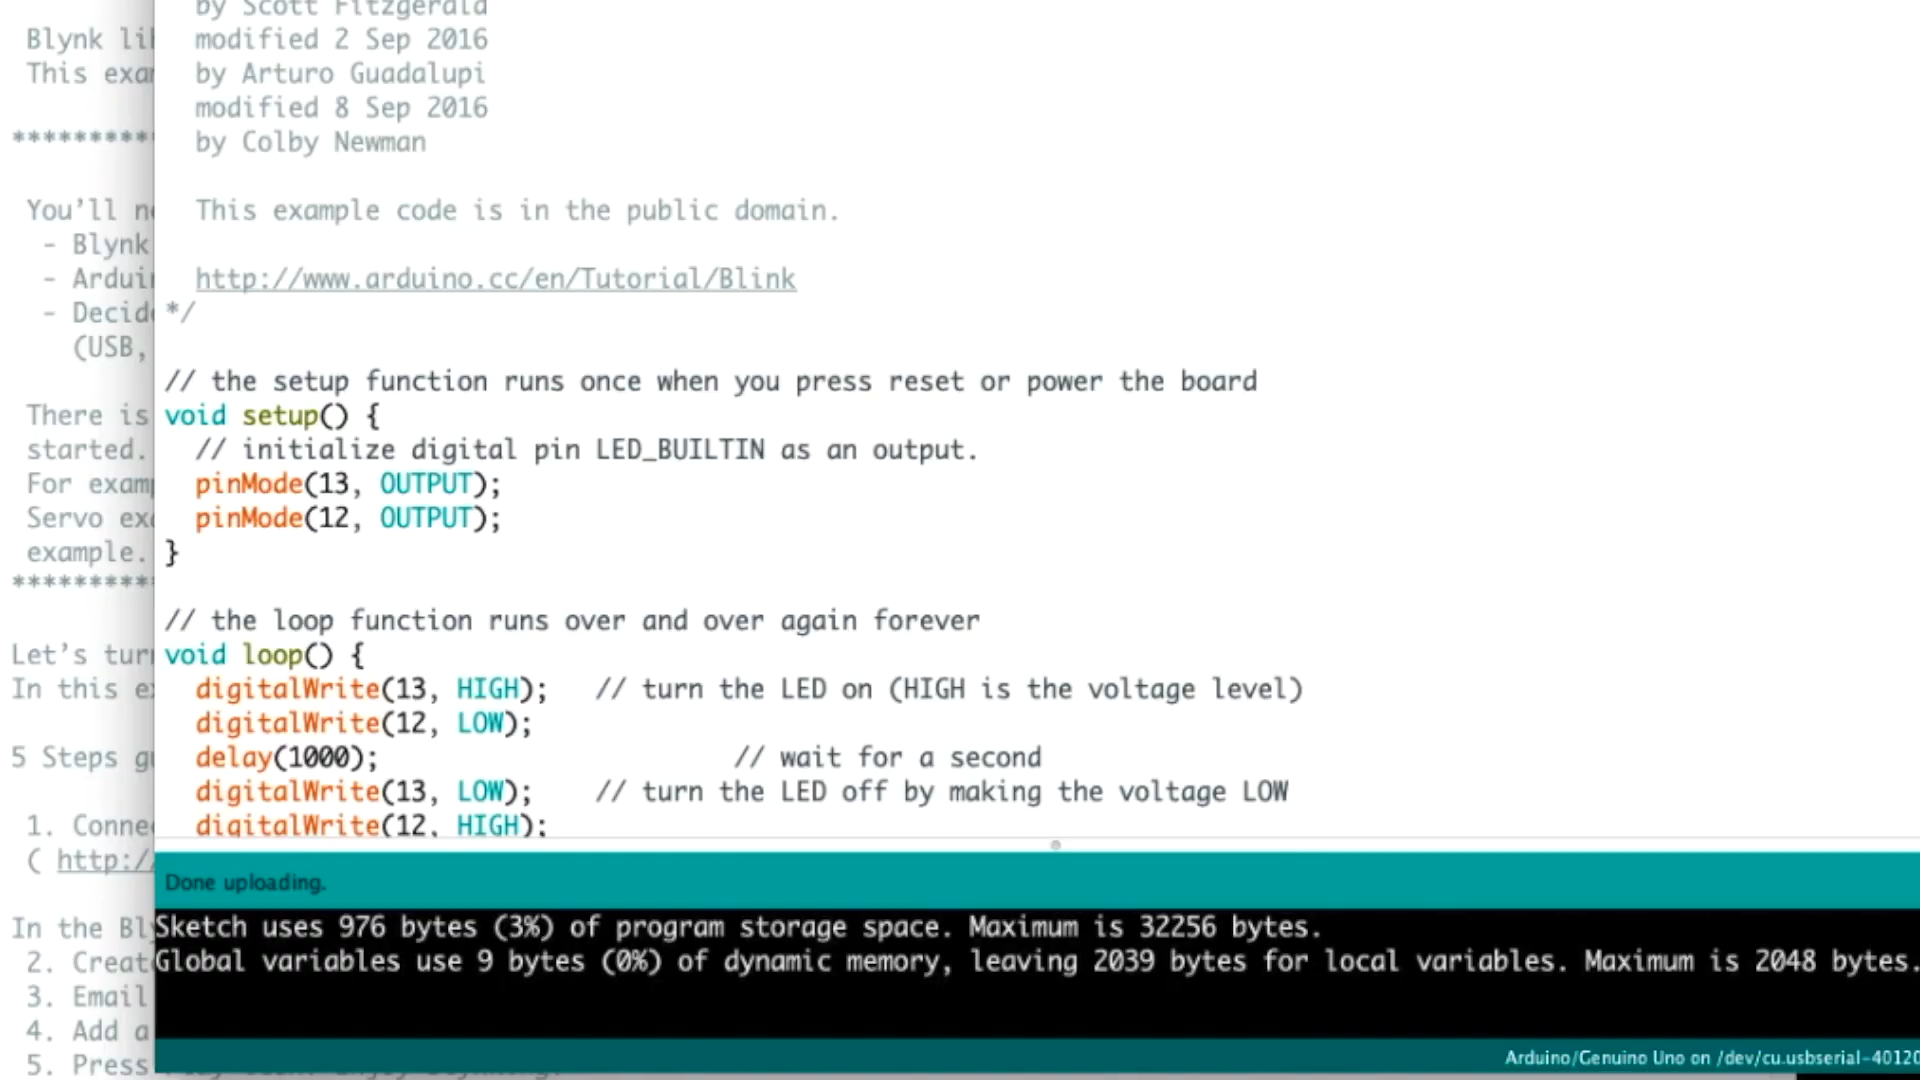 Blynk li
This exa
**********
You'll n
- Blynk
- Ardui
- Decid
(USB,
There is
started.
For exam
Servo ex
example.
**********
Let's tur
In this e
5 Steps g
1. Conne
( http:/
In the Bl
2. Creat
3. Email
4. Add a
5. Press
by Scott Fitzgerald
modified 2 Sep 2016
by Arturo Guadalupi
modified 8 Sep 2016
by Colby Newman
This example code is in the public domain.
http://www.arduino.cc/en/Tutorial/Blink
*/
// the setup function runs once when you press reset or power the board
void setup() {
// initialize digital pin LED_BUILTIN as an output.
pinMode(13, OUTPUT);
pinMode(12, OUTPUT);
}
// the loop function runs over and over again forever
void loop() {
digitalWrite(13, HIGH); // turn the LED on (HIGH is the voltage level)
digitalWrite(12, LOW);
delay(1000); // wait for a second
digitalWrite(13, LOW); // turn the LED off by making the voltage LOW
digitalWrite(12, HIGH);
Done uploading.
Sketch uses 976 bytes (3%) of program storage space. Maximum is 32256 bytes.
Global variables use 9 bytes (0%) of dynamic memory, leaving 2039 bytes for local variables. Maximum is 2048 bytes.
Arduino/Genuino Uno on /dev/cu.usbserial-40120